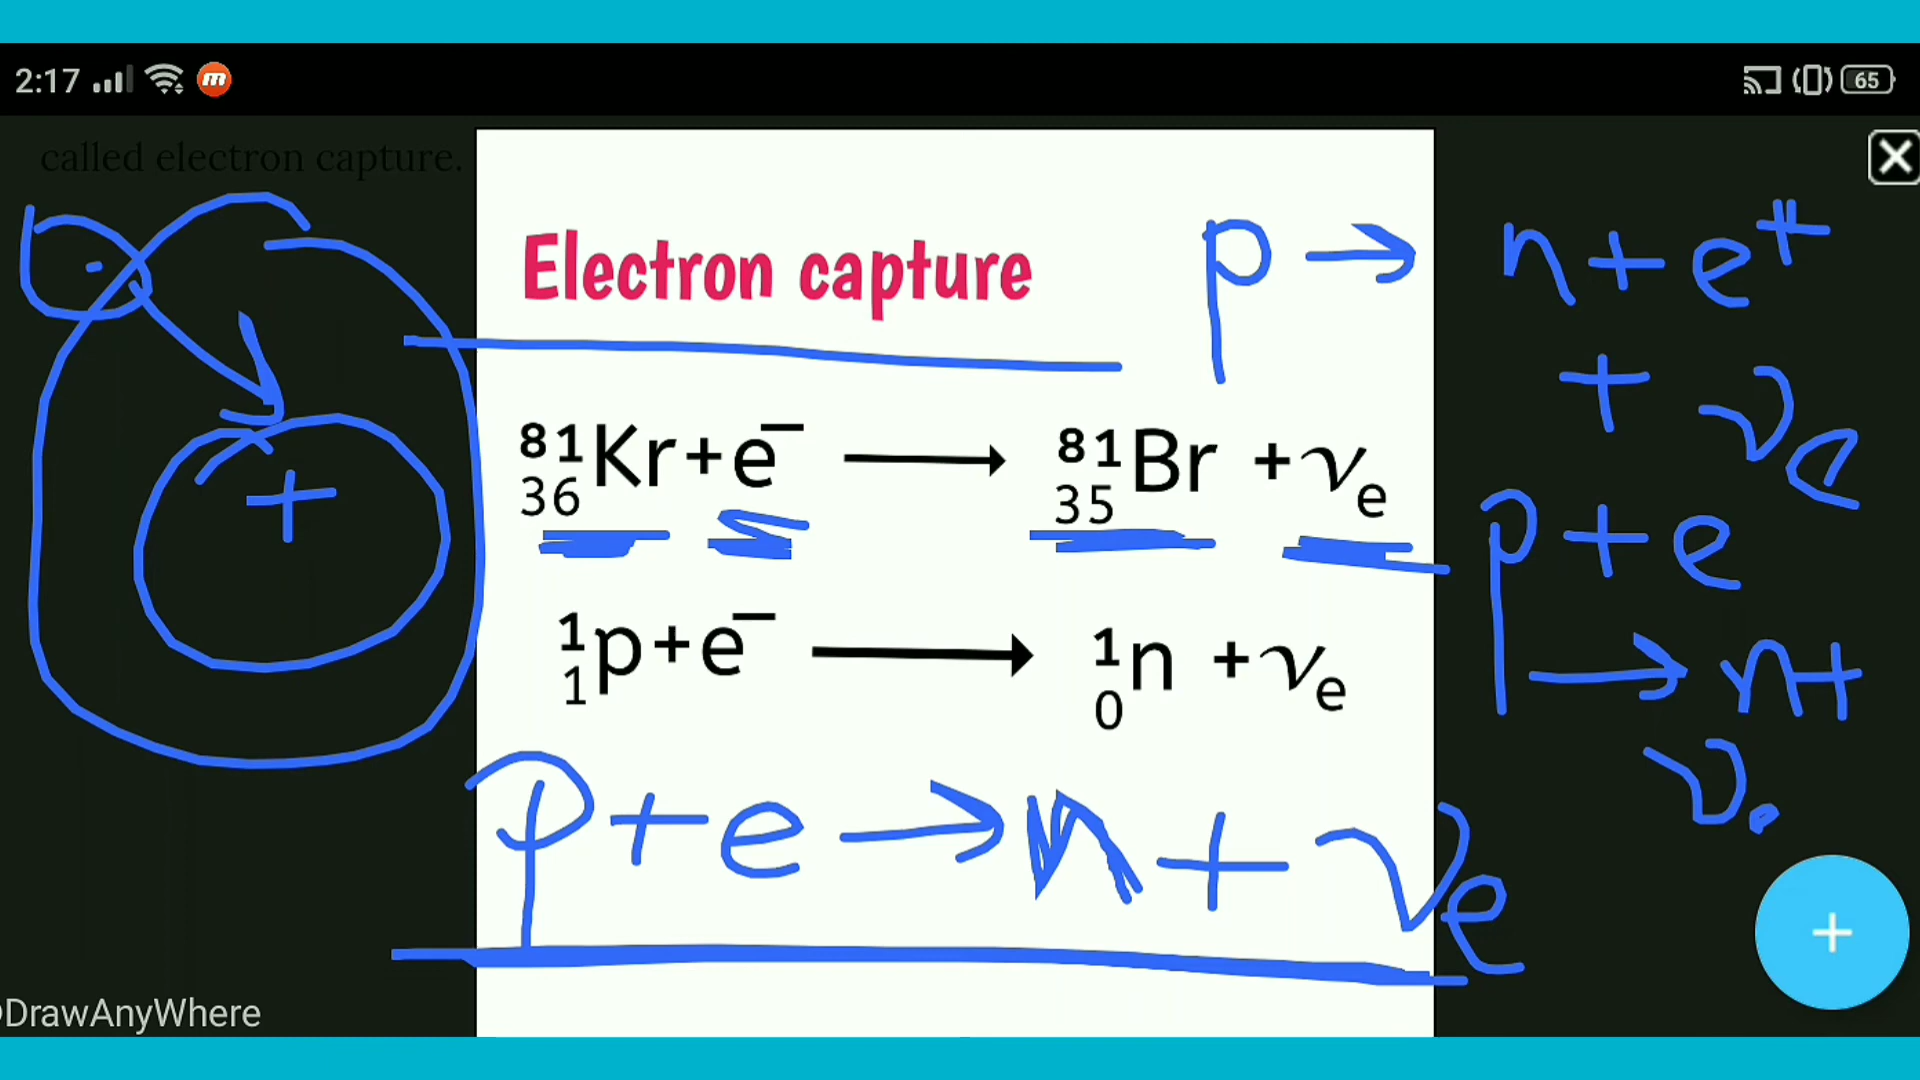 2:17
65
called electron capture.
Electron capture
p → n + e⁺
+ νe
⁸¹₃₆Kr + e⁻ → ⁸¹₃₅Br + νe
p + e
→ n +
ν.
¹₁p + e⁻ → ¹₀n + νe
p + e → n + νe
DrawAnyWhere